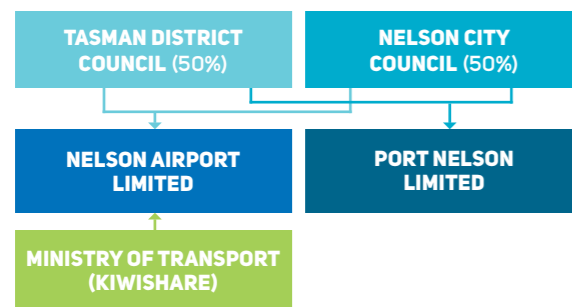 TASMAN DISTRICT
COUNCIL (50%)
NELSON CITY
COUNCIL (50%)
NELSON AIRPORT
LIMITED
PORT NELSON
LIMITED
MINISTRY OF TRANSPORT
(KIWISHARE)